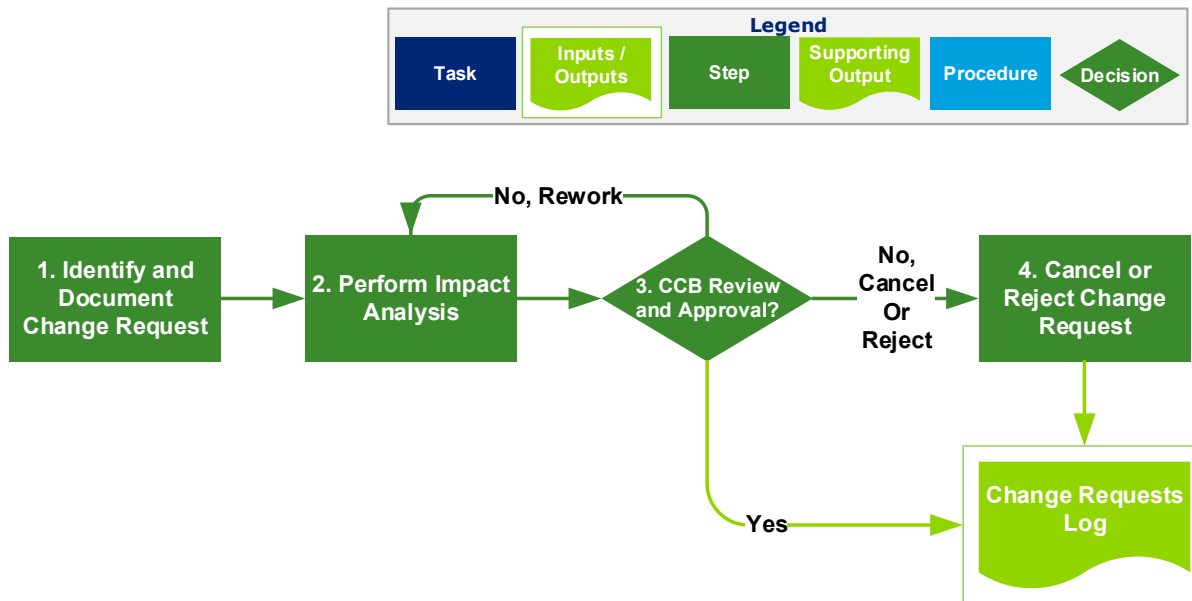 Legend
Task
Inputs /
Outputs
Step
Supporting
Output
Procedure
Decision
No, Rework
1. Identify and
Document
Change Request
2. Perform Impact
Analysis
3. CCB Review
and Approval?
No,
Cancel
Or
Reject
4. Cancel or
Reject Change
Request
Yes
Change Requests
Log